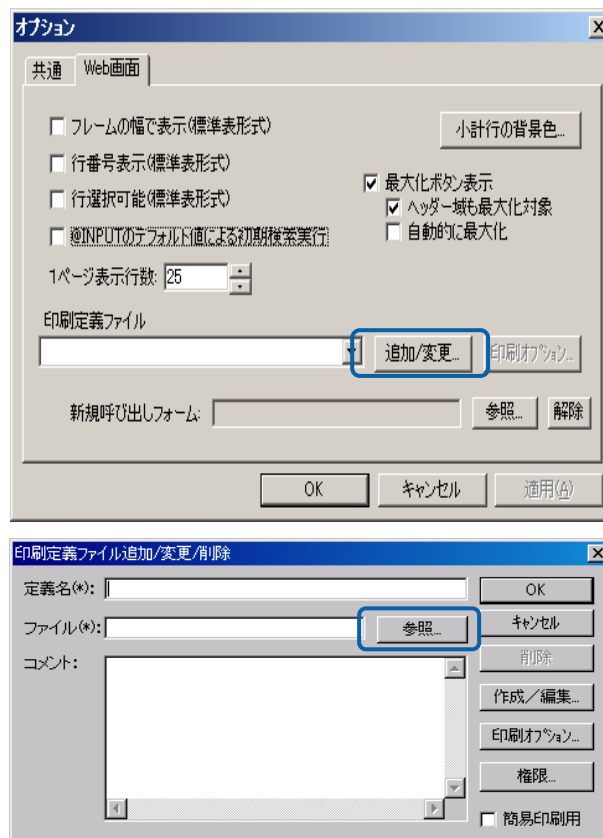 オプション
共通 Web画面
フレームの幅で表示(標準表形式)
小計行の背景色...
行番号表示(標準表形式)
最大化ボタン表示
行選択可能(標準表形式)
ヘッダー域も最大化対象
@INPUTのデフォルト値による初期検索実行
自動的に最大化
1ページ表示行数: 25
印刷定義ファイル
追加/変更... 印刷オプション...
新規呼び出しフォーム: 参照... 解除
OK キャンセル 適用(A)
印刷定義ファイル追加/変更/削除
定義名(*): OK
ファイル(*): 参照... キャンセル
コメント: 削除
作成/編集...
印刷オプション...
権限...
簡易印刷用